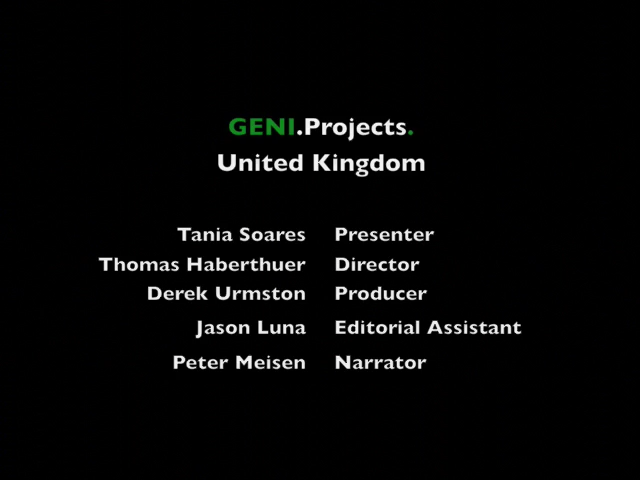 GENI.Projects.
United Kingdom
Tania Soares Presenter
Thomas Haberthuer Director
Derek Urmston Producer
Jason Luna Editorial Assistant
Peter Meisen Narrator